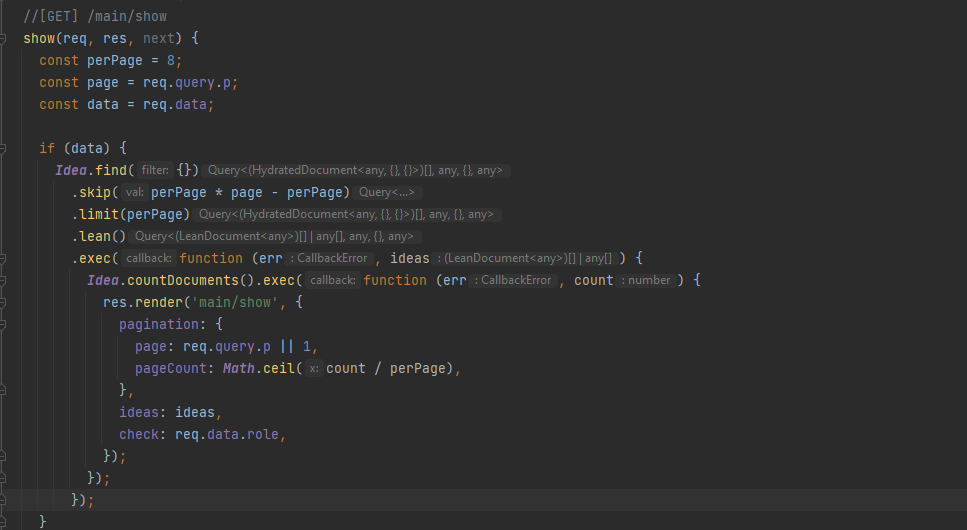 //[GET] /main/show
show(req, res, next) {
const perPage = 8;
const page = req.query.p;
const data = req.data;
if (data) {
Idea.find( filter: {}) Query<(HydratedDocument<any, {}, {}>)[], any, {}, any>
.skip( val: perPage * page - perPage) Query<...>
.limit(perPage) Query<(HydratedDocument<any, {}, {}>)[], any, {}, any>
.lean() Query<(LeanDocument<any>)[] | any[], any, {}, any>
.exec( callback: function (err : CallbackError , ideas : (LeanDocument<any>)[] | any[] ) {
Idea.countDocuments().exec( callback: function (err : CallbackError , count : number ) {
res.render('main/show', {
pagination: {
page: req.query.p || 1,
pageCount: Math.ceil( x: count / perPage),
},
ideas: ideas,
check: req.data.role,
});
});
});
}